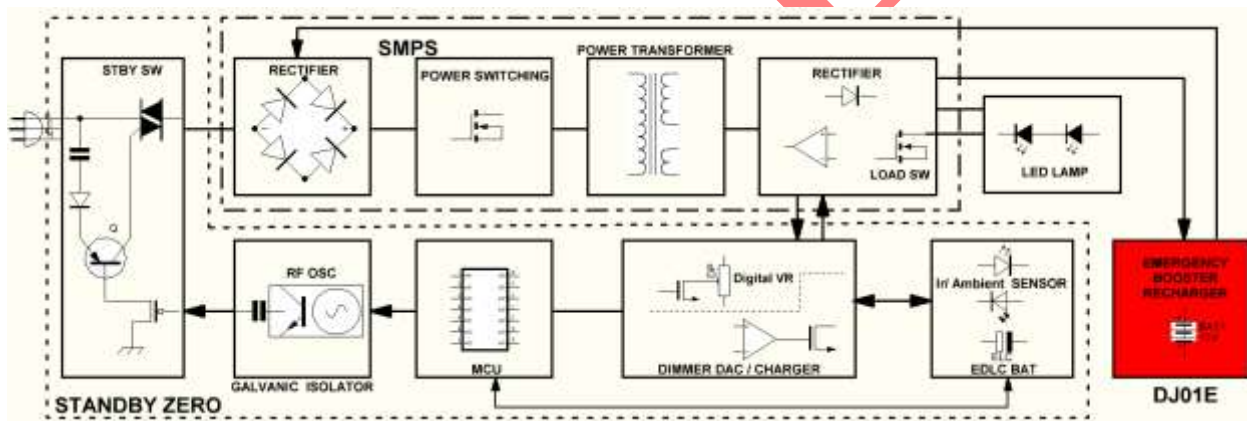 SMPS
POWER TRANSFORMER
STBY SW
RECTIFIER
POWER SWITCHING
RECTIFIER
LOAD SW
LED LAMP
Q
RF OSC
Digital VR
In/ Ambient SENSOR
EMERGENCY
BOOSTER
RECHARGER
GALVANIC ISOLATOR
MCU
DIMMER DAC / CHARGER
EDLC BAT
STANDBY ZERO
DJ01E